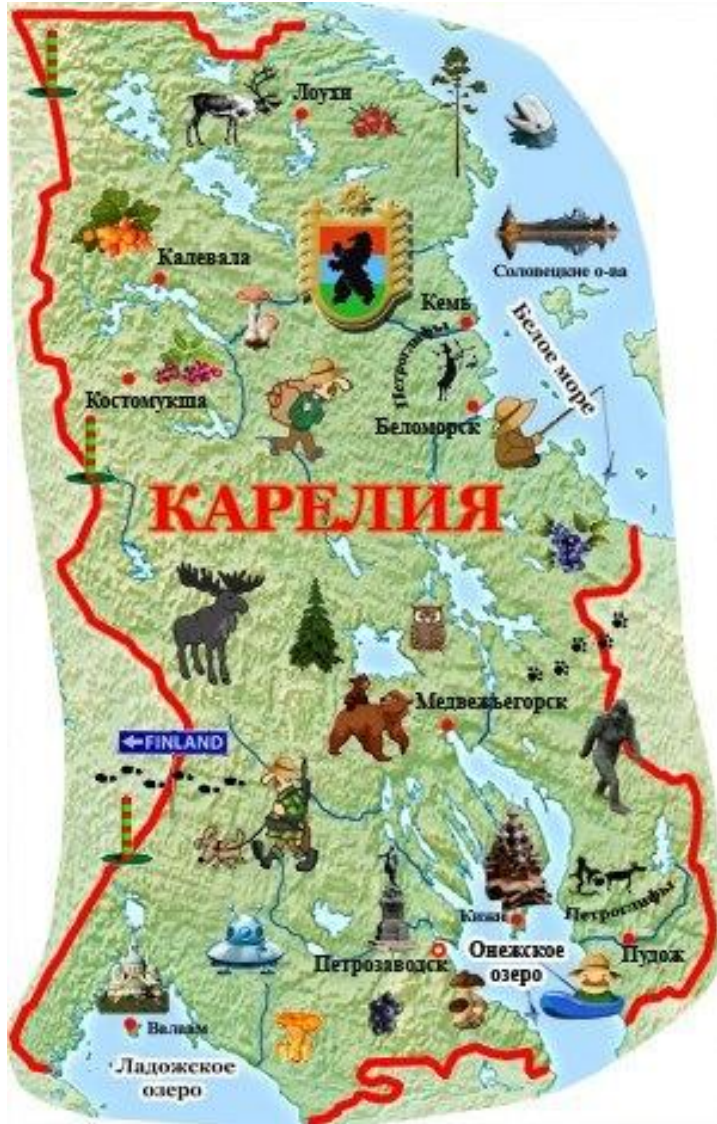 Лоухи
Калевала
Соловецкие о-ва
Кемь
Петроглифы
Белое море
Костомукша
Беломорск
КАРЕЛИЯ
Медвежьегорск
FINLAND
Кижи
Петроглифы
Петрозаводск
Онежское
озеро
Пудож
Валаам
Ладожское
озеро